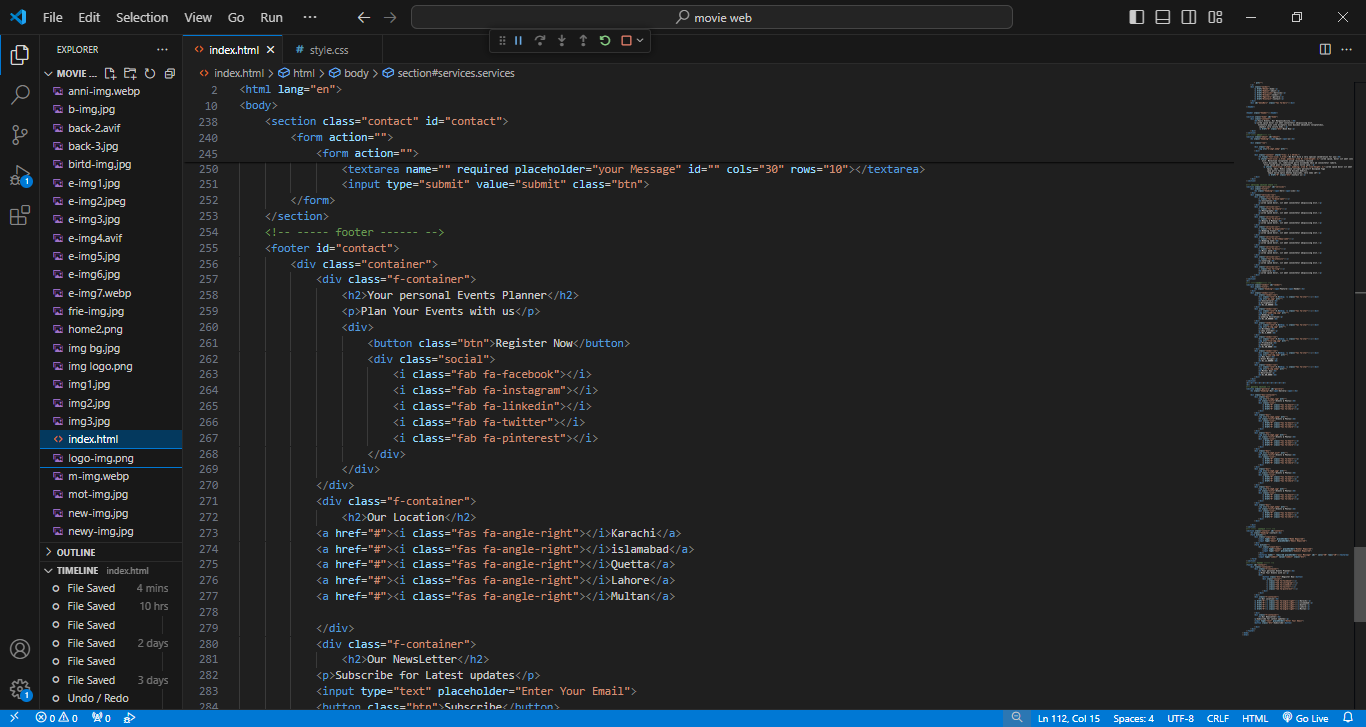 File Edit Selection View Go Run ··· movie web
EXPLORER ···
MOVIE ...
anni-img.webp
b-img.jpg
back-2.avif
back-3.jpg
birtd-img.jpg
e-img1.jpg
e-img2.jpeg
e-img3.jpg
e-img4.avif
e-img5.jpg
e-img6.jpg
e-img7.webp
frie-img.jpg
home2.png
img bg.jpg
img logo.png
img1.jpg
img2.jpg
img3.jpg
index.html
logo-img.png
m-img.webp
mot-img.jpg
new-img.jpg
newy-img.jpg
OUTLINE
TIMELINE index.html
File Saved 4 mins
File Saved 10 hrs
File Saved
File Saved 2 days
File Saved
File Saved 3 days
Undo / Redo
index.html # style.css
index.html > html > body > section#services.services
2 <html lang="en">
10 <body>
238 <section class="contact" id="contact">
240 <form action="">
245 <form action="">
250 <textarea name="" required placeholder="your Message" id="" cols="30" rows="10"></textarea>
251 <input type="submit" value="submit" class="btn">
252 </form>
253 </section>
254 <!-- ----- footer ------ -->
255 <footer id="contact">
256 <div class="container">
257 <div class="f-container">
258 <h2>Your personal Events Planner</h2>
259 <p>Plan Your Events with us</p>
260 <div>
261 <button class="btn">Register Now</button>
262 <div class="social">
263 <i class="fab fa-facebook"></i>
264 <i class="fab fa-instagram"></i>
265 <i class="fab fa-linkedin"></i>
266 <i class="fab fa-twitter"></i>
267 <i class="fab fa-pinterest"></i>
268 </div>
269 </div>
270 </div>
271 <div class="f-container">
272 <h2>Our Location</h2>
273 <a href="#"><i class="fas fa-angle-right"></i>Karachi</a>
274 <a href="#"><i class="fas fa-angle-right"></i>islamabad</a>
275 <a href="#"><i class="fas fa-angle-right"></i>Quetta</a>
276 <a href="#"><i class="fas fa-angle-right"></i>Lahore</a>
277 <a href="#"><i class="fas fa-angle-right"></i>Multan</a>
278
279 </div>
280 <div class="f-container">
281 <h2>Our NewsLetter</h2>
282 <p>Subscribe for Latest updates</p>
283 <input type="text" placeholder="Enter Your Email">
284 <button class="btn">Subscribe</button>
1
1
0 0 0 Ln 112, Col 15 Spaces: 4 UTF-8 CRLF HTML Go Live